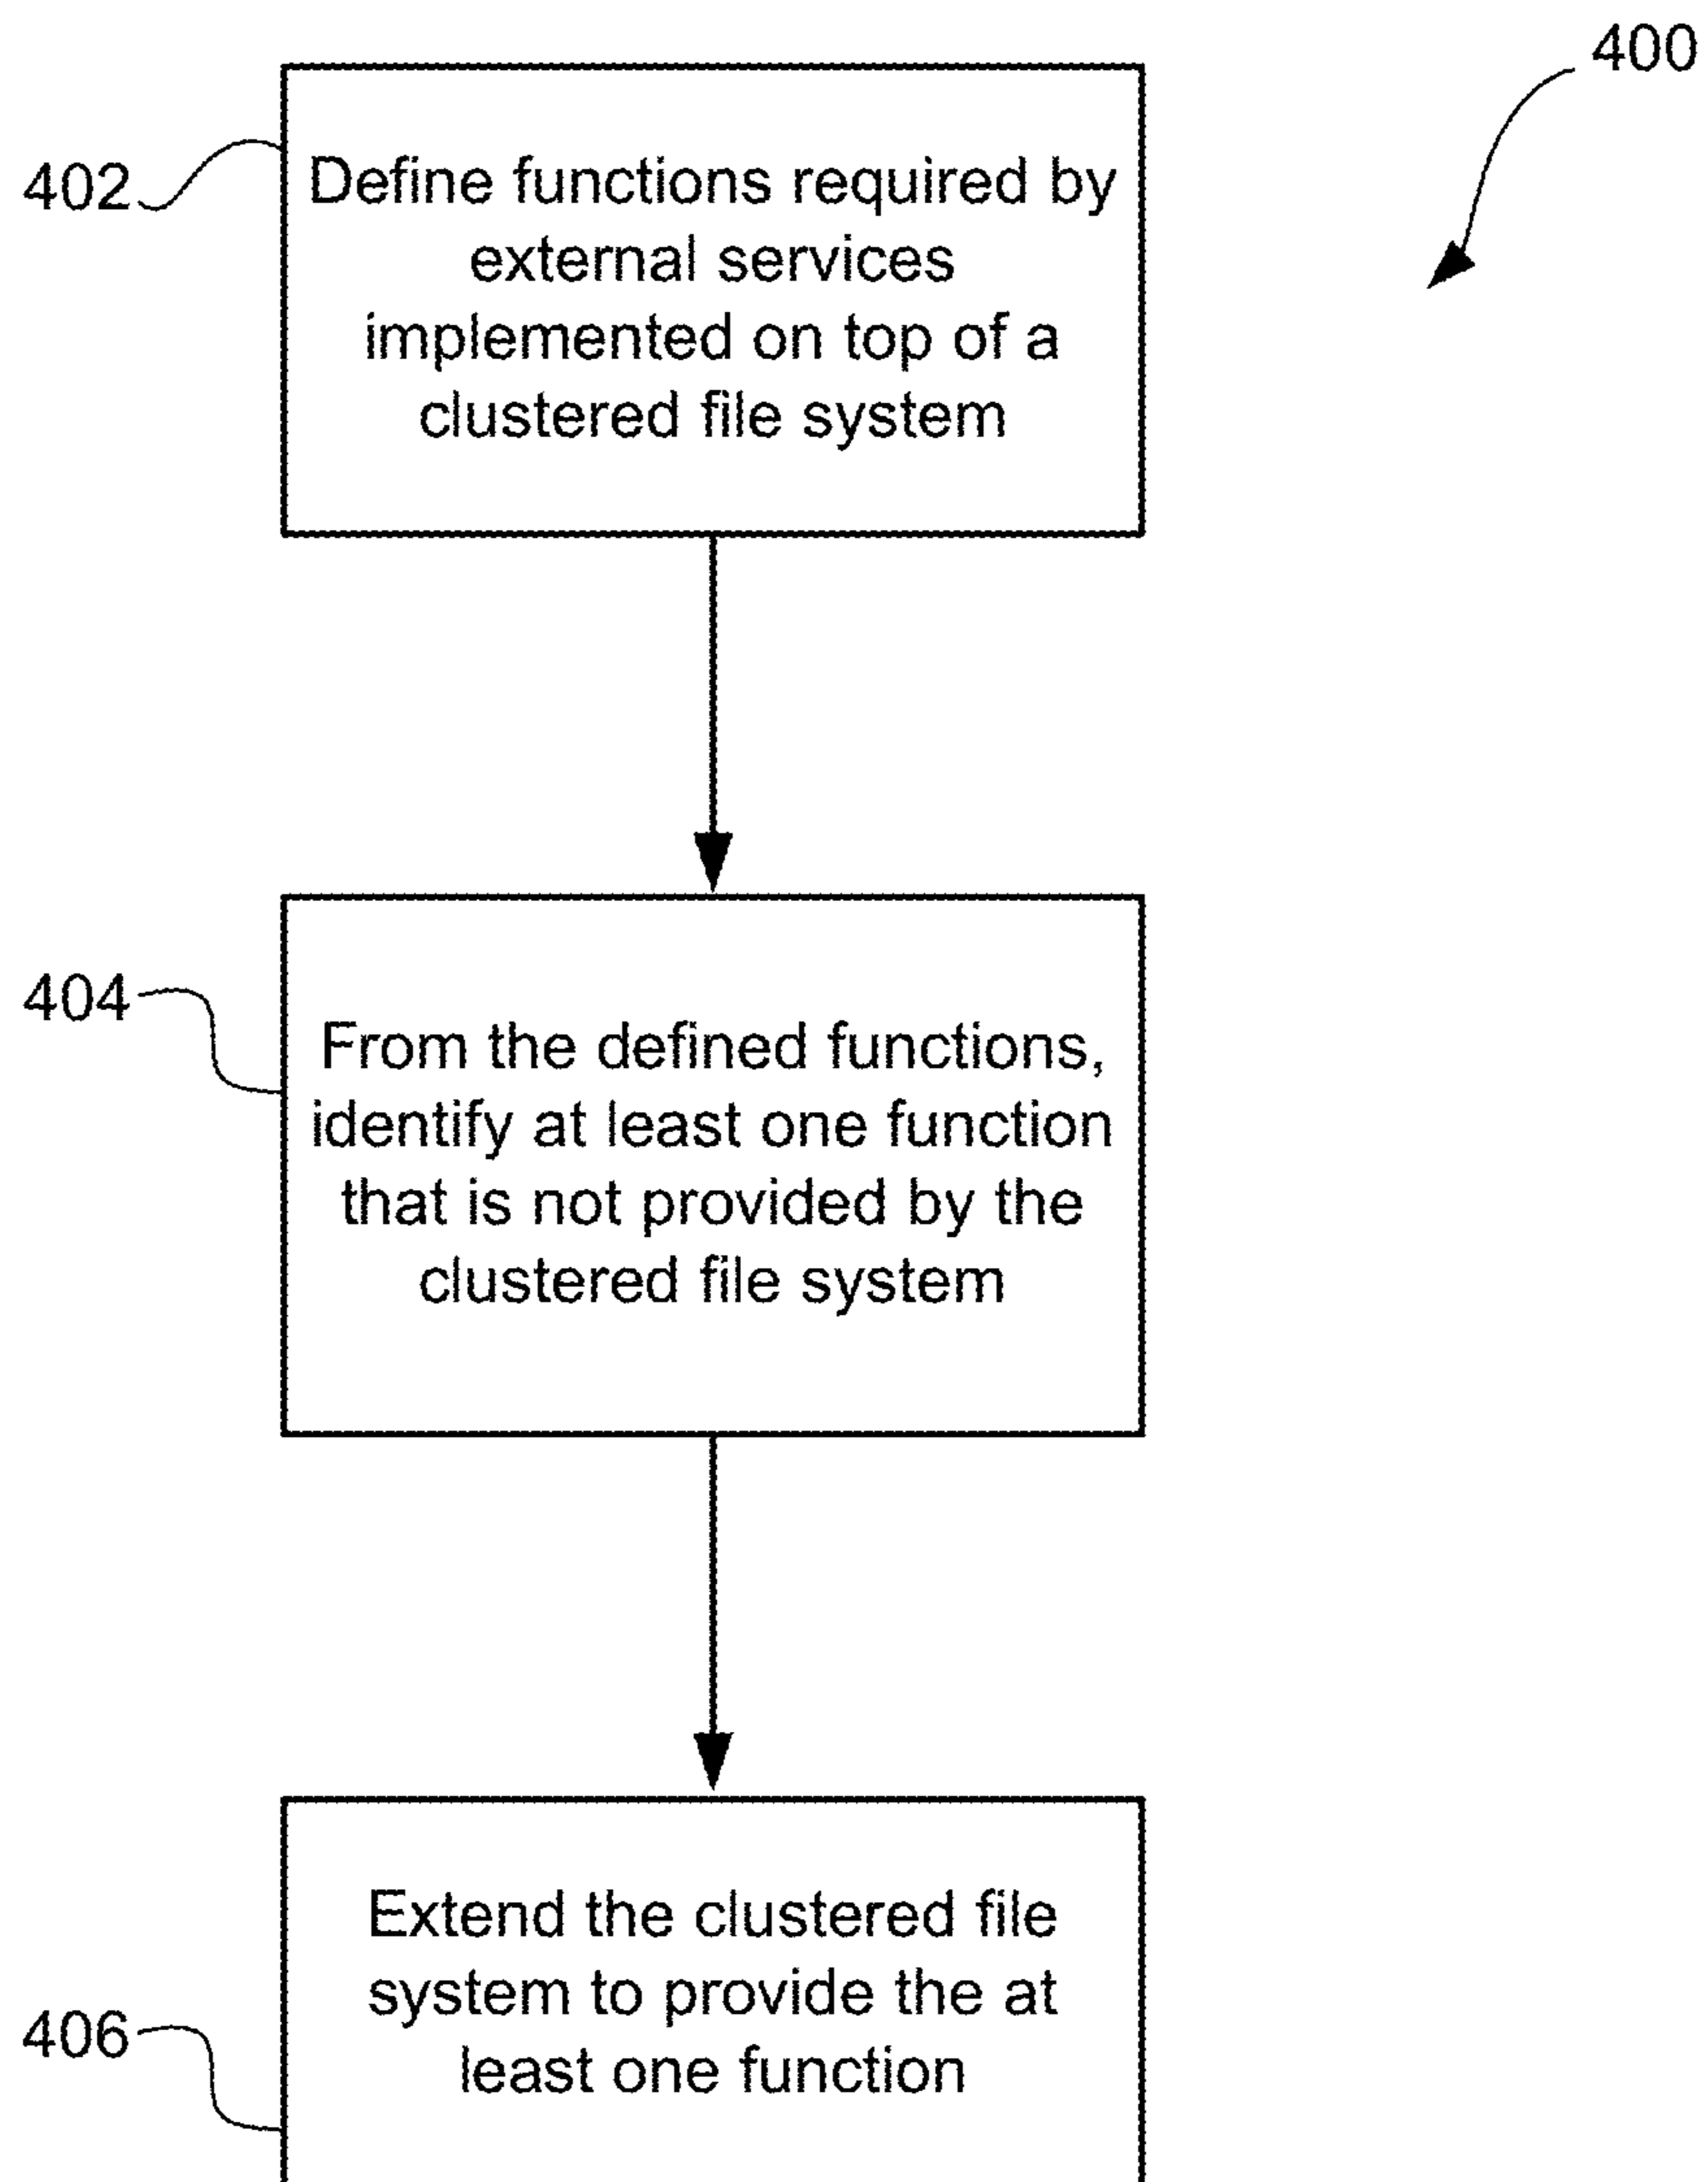 400
402
Define functions required by
external services
implemented on top of a
clustered file system
404
From the defined functions,
identify at least one function
that is not provided by the
clustered file system
406
Extend the clustered file
system to provide the at
least one function